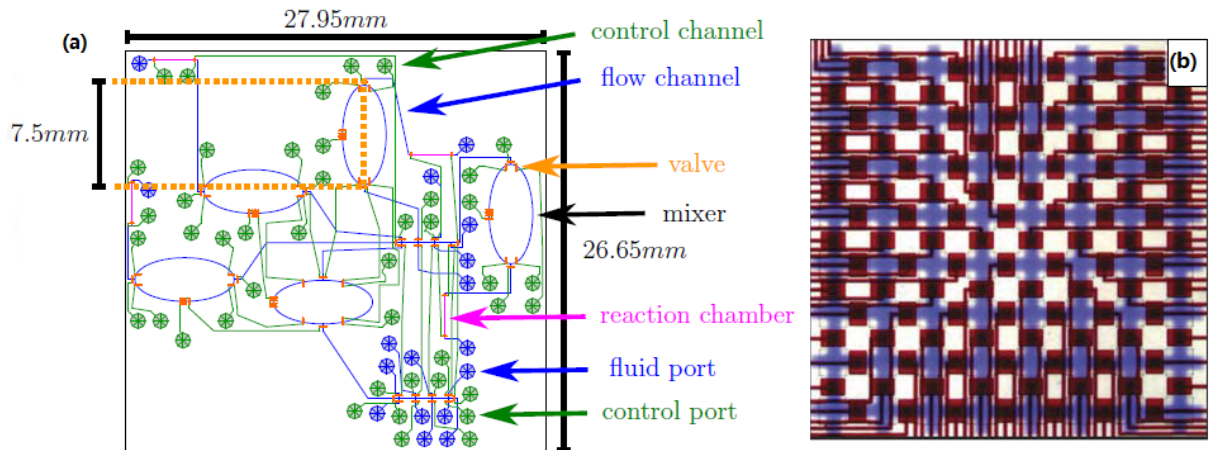 (a)
27.95mm
control channel
flow channel
7.5mm
valve
mixer
26.65mm
reaction chamber
fluid port
control port
(b)